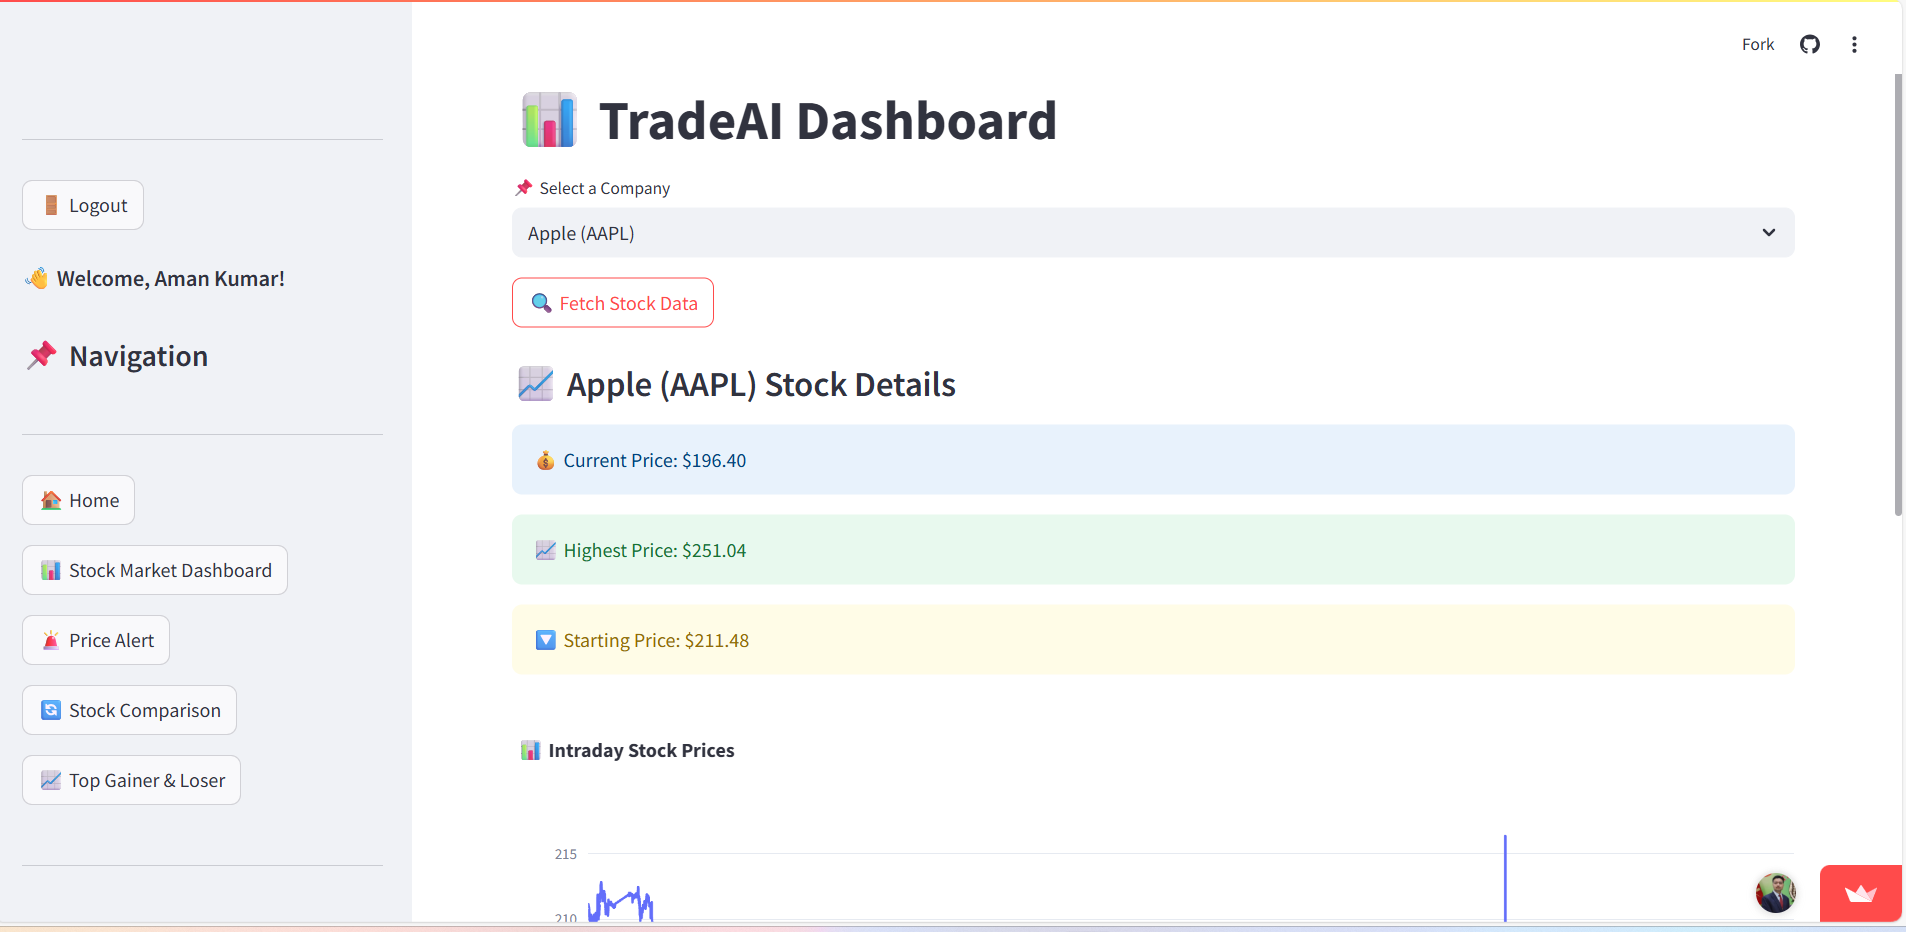 Fork
Logout
Welcome, Aman Kumar!
Navigation
Home
Stock Market Dashboard
Price Alert
Stock Comparison
Top Gainer & Loser
TradeAI Dashboard
Select a Company
Apple (AAPL)
Fetch Stock Data
Apple (AAPL) Stock Details
Current Price: $196.40
Highest Price: $251.04
Starting Price: $211.48
Intraday Stock Prices
215
210